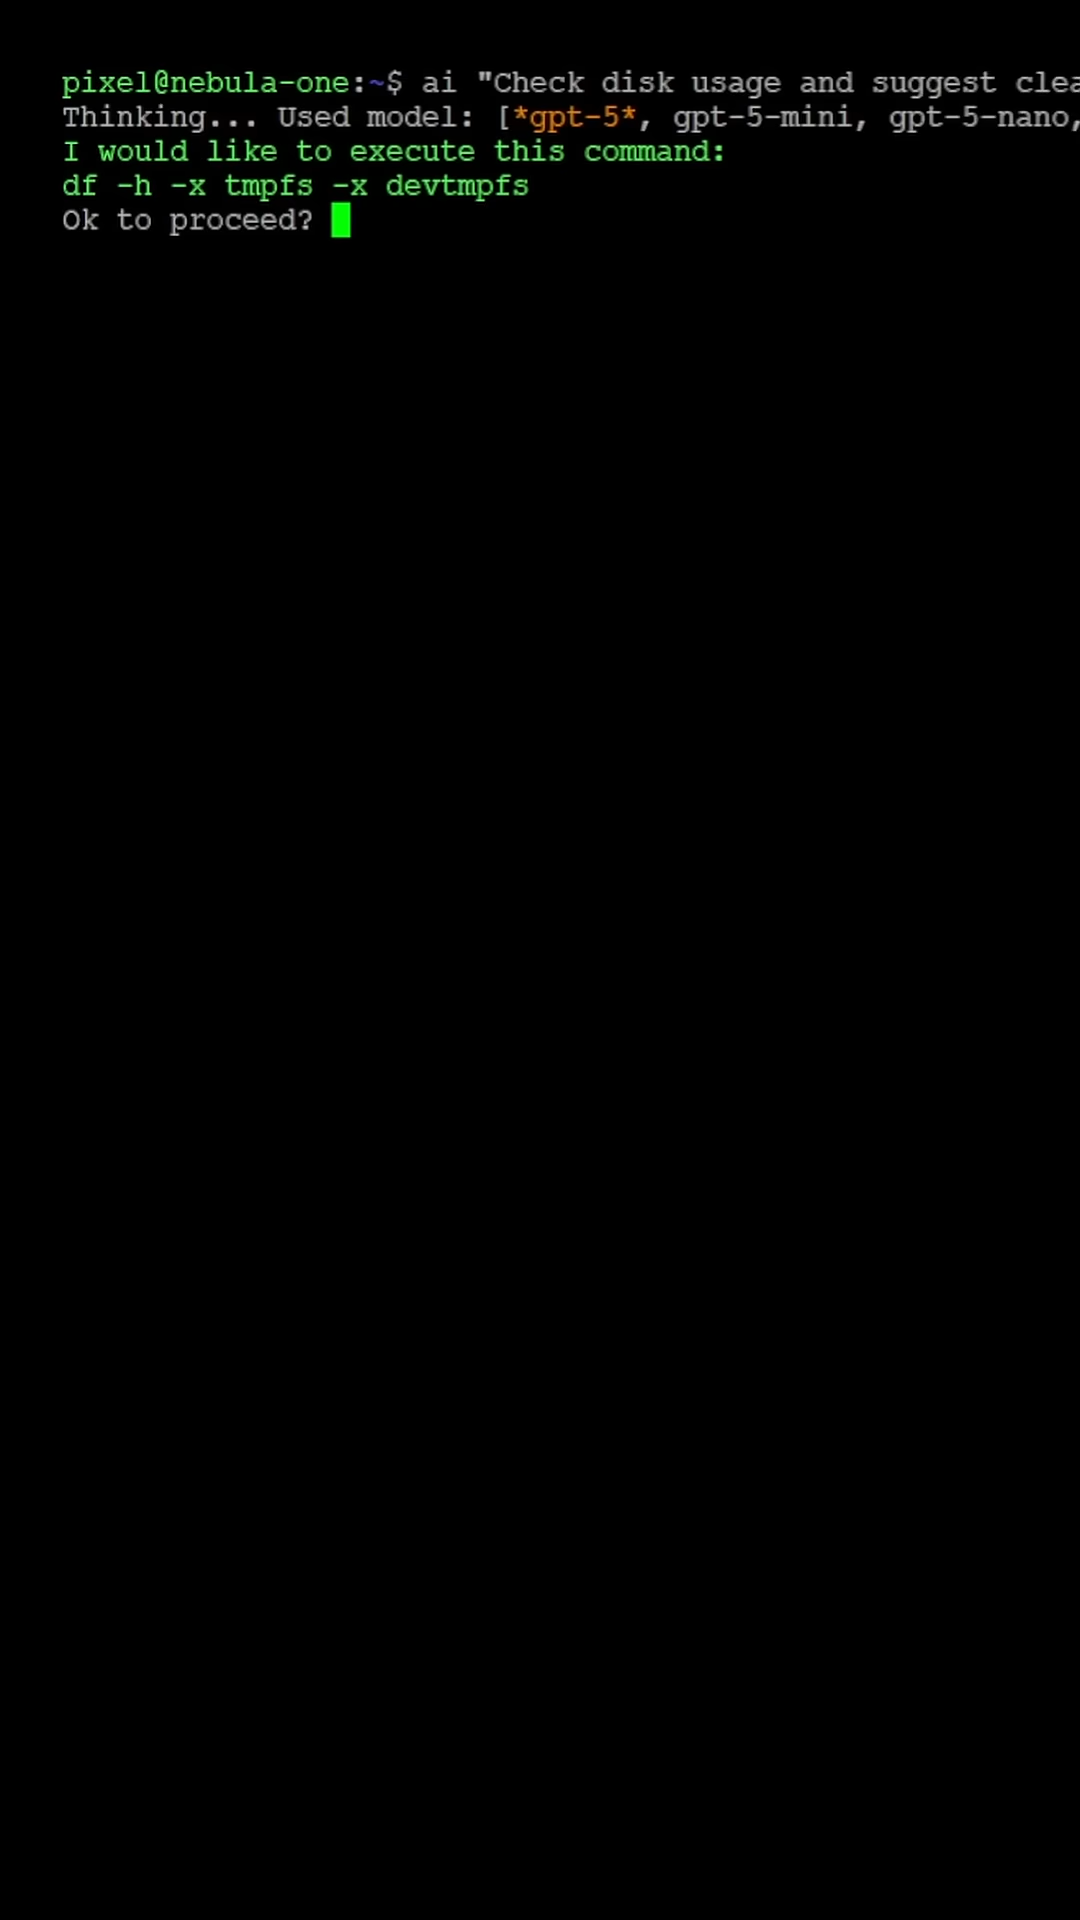 pixel@nebula-one:~$ ai "Check disk usage and suggest
Thinking... Used model: [*gpt-5*, gpt-5-mini, gpt-5-nano,
I would like to execute this command:
df -h -x tmpfs -x devtmpfs
Ok to proceed?